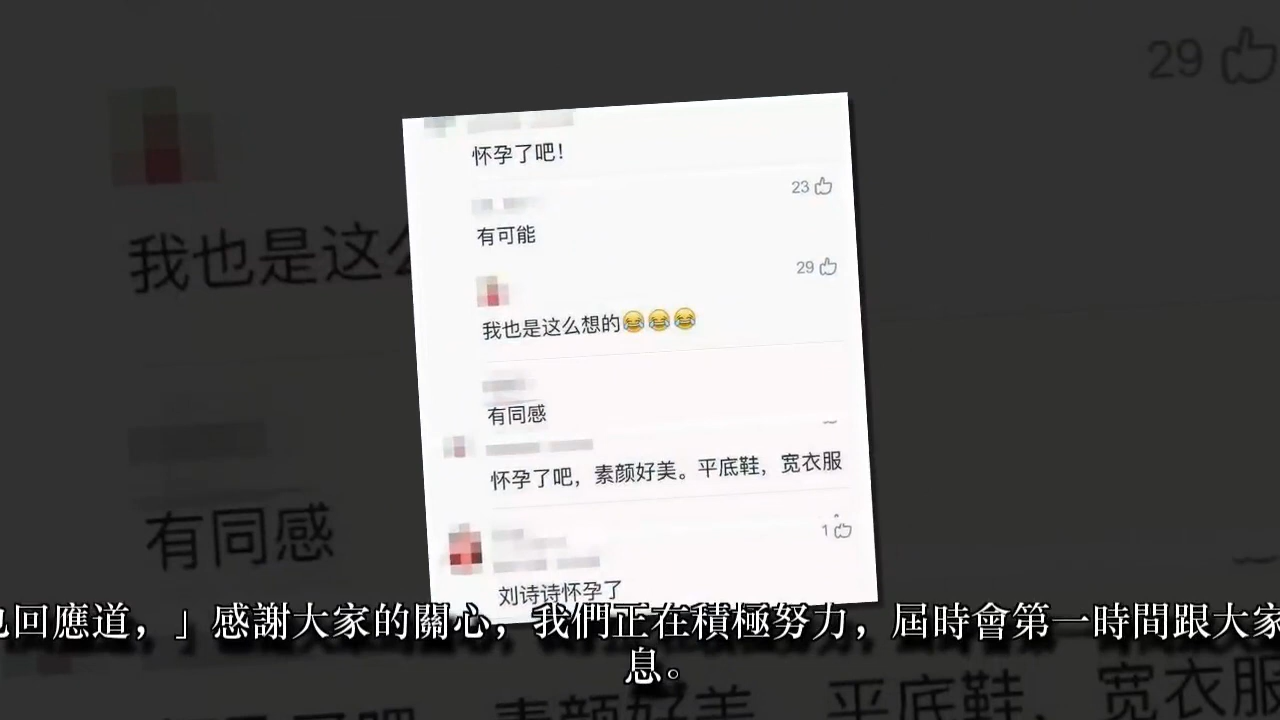 29
怀孕了吧!
23
有可能
29
我也是这么想的😂😂😂
有同感
怀孕了吧，素颜好美。平底鞋，宽衣服
1
刘诗诗怀孕了
我也是这么
有同感
回應道，」感謝大家的關心，我們正在積極努力，屆時會第一時間跟大家
息。
素颜好美 平底鞋 宽衣服